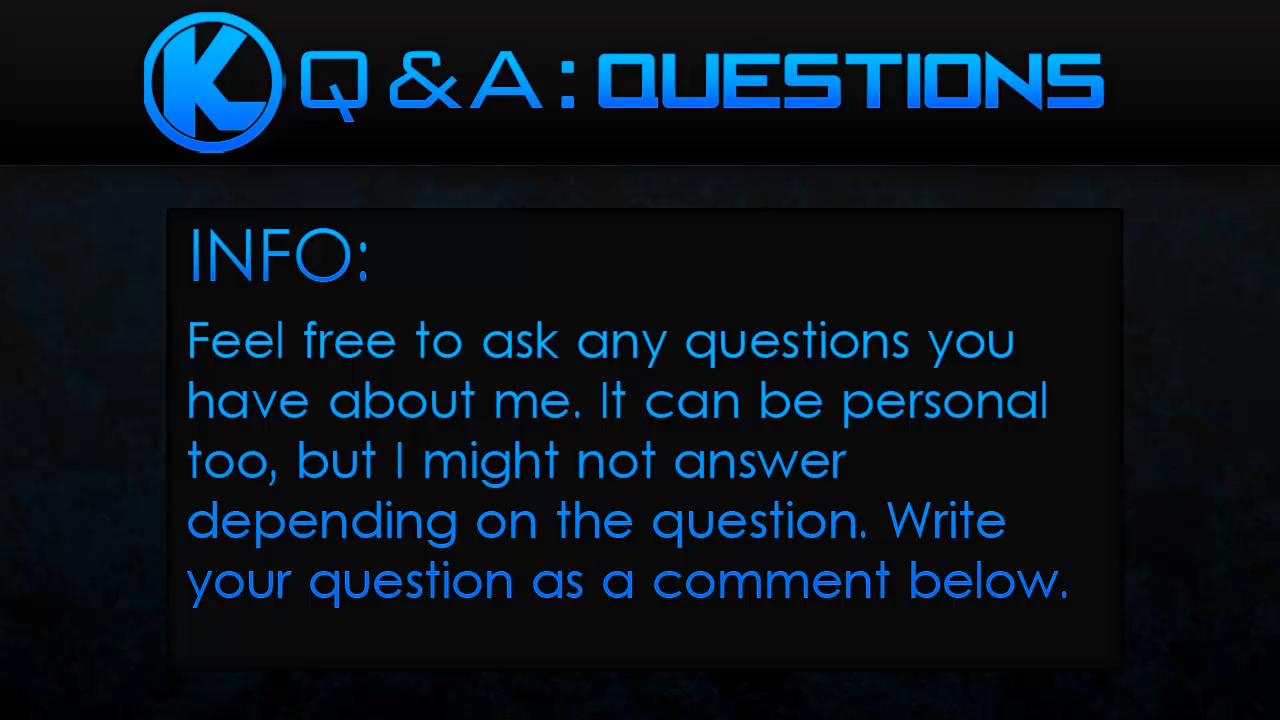 K Q & A : QUESTIONS
INFO:
Feel free to ask any questions you
have about me. It can be personal
too, but I might not answer
depending on the question. Write
your question as a comment below.